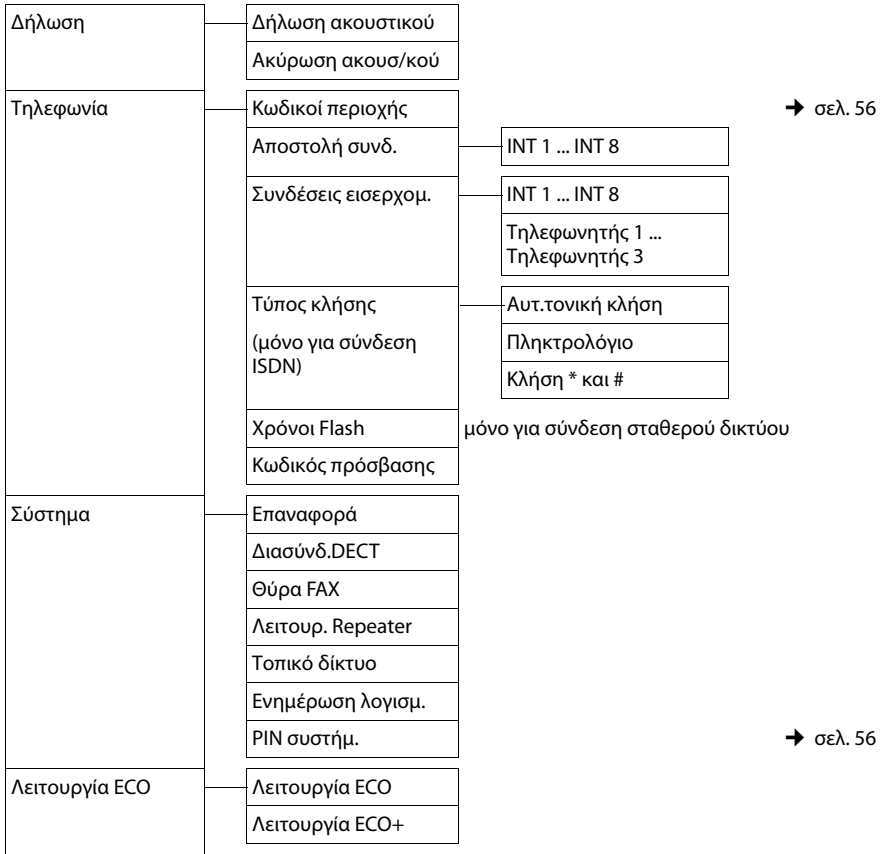 Δήλωση
Δήλωση ακουστικού
Ακύρωση ακουσ/κού
Τηλεφωνία
Κωδικοί περιοχής
➔ σελ. 56
Αποστολή συνδ.
INT 1 ... INT 8
Συνδέσεις εισερχομ.
INT 1 ... INT 8
Τηλεφωνητής 1 ...
Τηλεφωνητής 3
Τύπος κλήσης
(μόνο για σύνδεση
ISDN)
Αυτ.τονική κλήση
Πληκτρολόγιο
Κλήση * και #
Χρόνοι Flash
μόνο για σύνδεση σταθερού δικτύου
Κωδικός πρόσβασης
Σύστημα
Επαναφορά
Διασύνδ.DECT
Θύρα FAX
Λειτουρ. Repeater
Τοπικό δίκτυο
Ενημέρωση λογισμ.
PIN συστήμ.
➔ σελ. 56
Λειτουργία ECO
Λειτουργία ECO
Λειτουργία ECO+